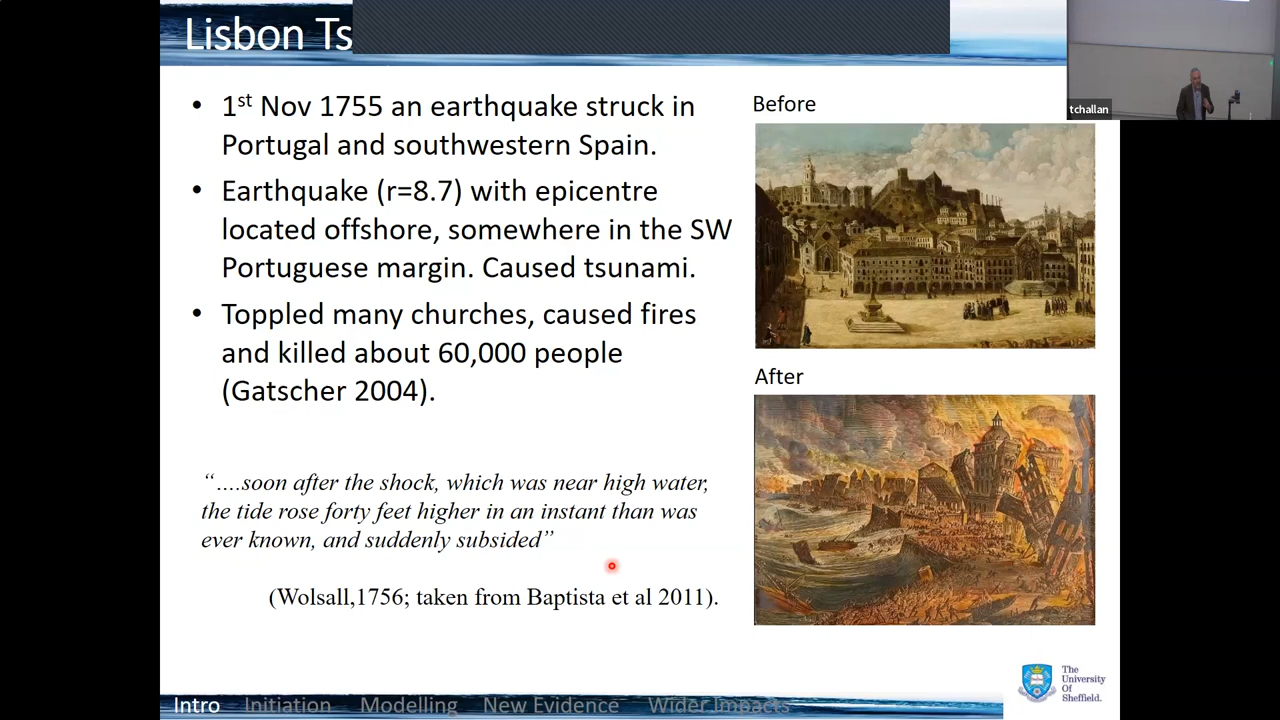 Lisbon Ts
• 1st Nov 1755 an earthquake struck in
Portugal and southwestern Spain.
• Earthquake (r=8.7) with epicentre
located offshore, somewhere in the SW
Portuguese margin. Caused tsunami.
• Toppled many churches, caused fires
and killed about 60,000 people
(Gatscher 2004).
“….soon after the shock, which was near high water,
the tide rose forty feet higher in an instant than was
ever known, and suddenly subsided”
(Wolsall,1756; taken from Baptista et al 2011).
Before
After
tchallan
The
University
Of
Sheffield.
Intro Initiation Modelling New Evidence Wider Impacts